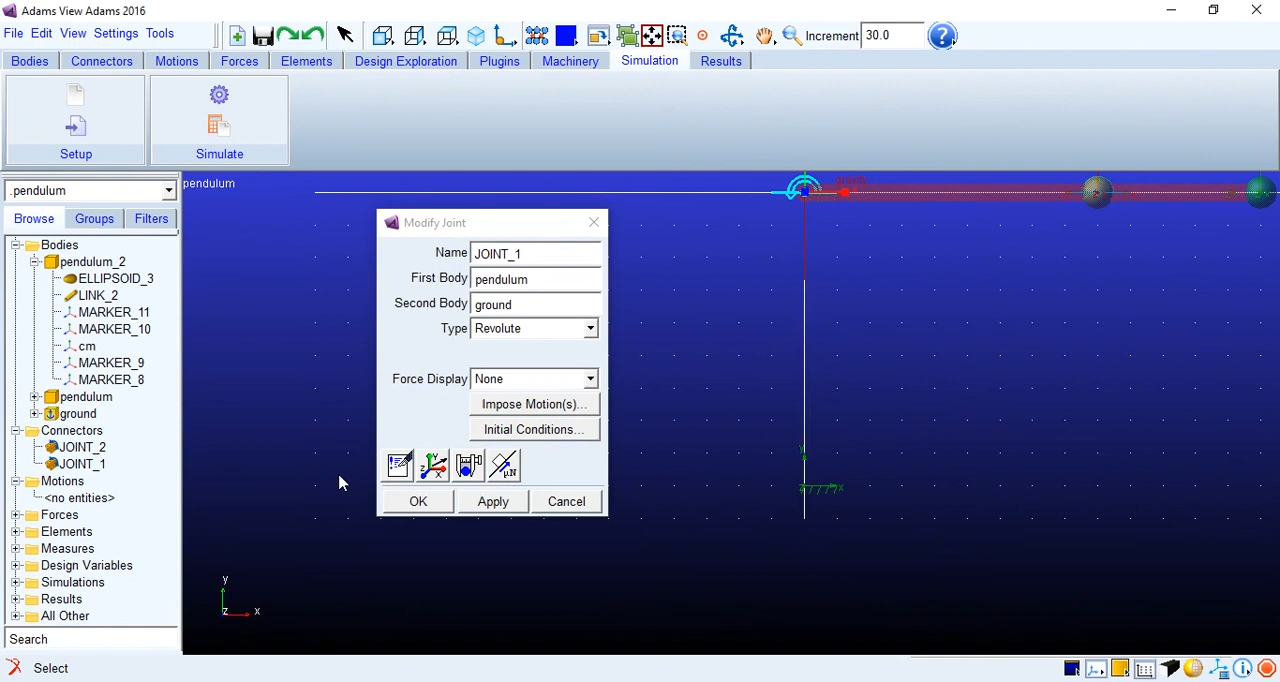 Adams View Adams 2016
File Edit View Settings Tools
Increment 30.0
Bodies Connectors Motions Forces Elements Design Exploration Plugins Machinery Simulation Results
Setup Simulate
.pendulum
pendulum
Browse Groups Filters
Bodies
pendulum_2
ELLIPSOID_3
LINK_2
MARKER_11
MARKER_10
cm
MARKER_9
MARKER_8
pendulum
ground
Connectors
JOINT_2
JOINT_1
Motions
<no entities>
Forces
Elements
Measures
Design Variables
Simulations
Results
All Other
Search
Select
Modify Joint
Name JOINT_1
First Body pendulum
Second Body ground
Type Revolute
Force Display None
Impose Motion(s)...
Initial Conditions...
OK Apply Cancel
y
x
y
z x